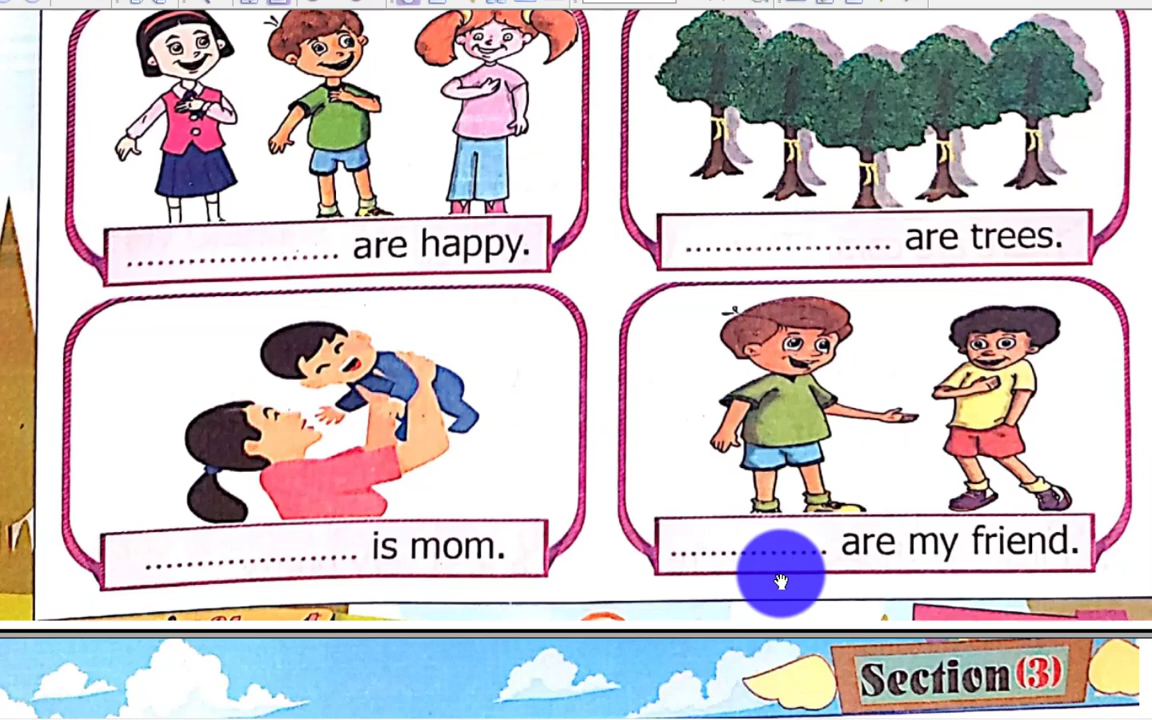 .................... are happy.
.................... are trees.
.................... is mom.
............... are my friend.
Section (3)